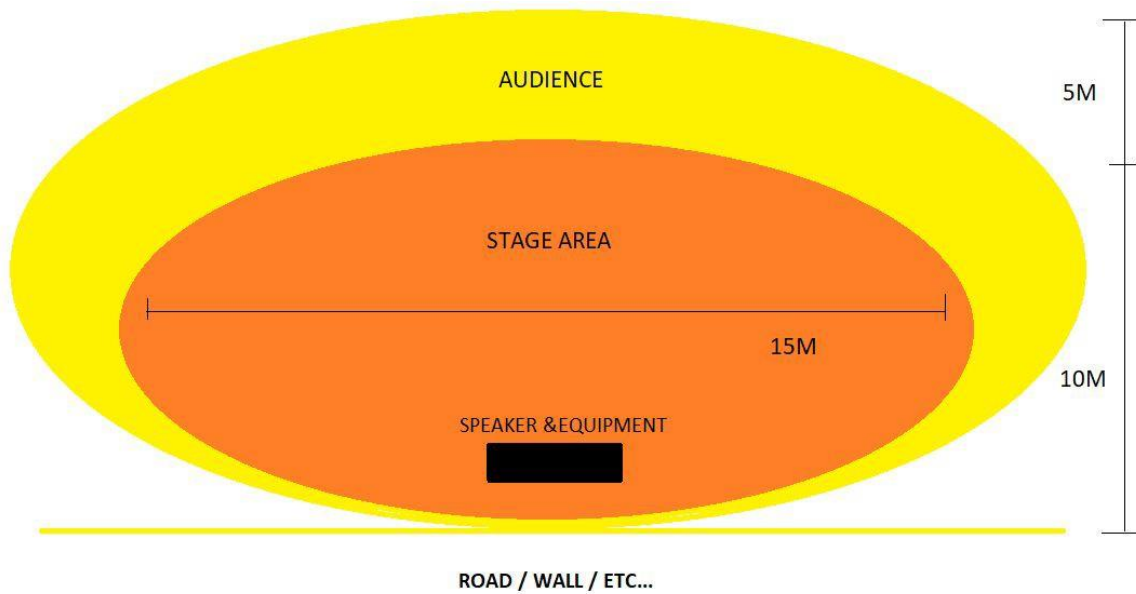 AUDIENCE
5M
STAGE AREA
15M
10M
SPEAKER &EQUIPMENT
ROAD / WALL / ETC...